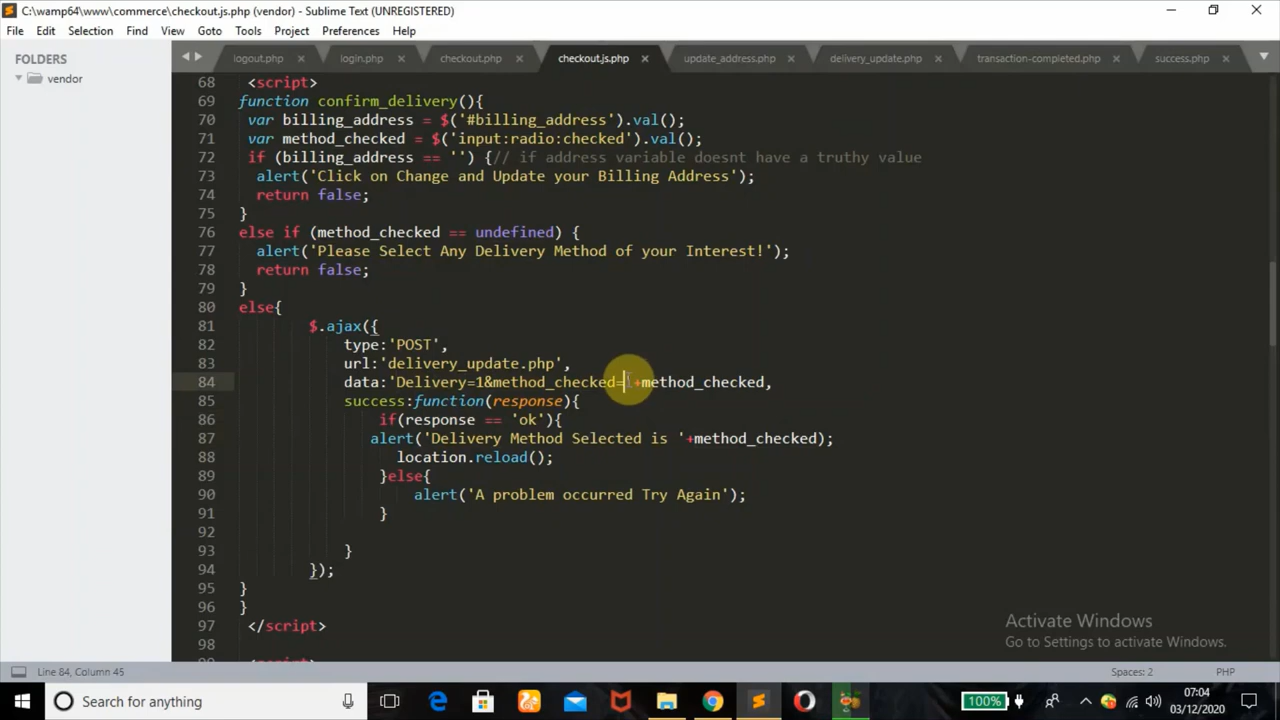 C:\wamp64\www\commerce\checkout.js.php (vendor) - Sublime Text (UNREGISTERED)
File Edit Selection Find View Goto Tools Project Preferences Help
FOLDERS
vendor
logout.php × login.php × checkout.php × checkout.js.php × update_address.php × delivery_update.php × transaction-completed.php × success.php ×
68 <script>
69 function confirm_delivery(){
70 var billing_address = $('#billing_address').val();
71 var method_checked = $('input:radio:checked').val();
72 if (billing_address == '') {// if address variable doesnt have a truthy value
73 alert('Click on Change and Update your Billing Address');
74 return false;
75 }
76 else if (method_checked == undefined) {
77 alert('Please Select Any Delivery Method of your Interest!');
78 return false;
79 }
80 else{
81 $.ajax({
82 type:'POST',
83 url:'delivery_update.php',
84 data:'Delivery=1&method_checked='+method_checked,
85 success:function(response){
86 if(response == 'ok'){
87 alert('Delivery Method Selected is '+method_checked);
88 location.reload();
89 }else{
90 alert('A problem occurred Try Again');
91 }
92
93 }
94 });
95 }
96 }
97 </script>
98
Activate Windows
Go to Settings to activate Windows.
Line 84, Column 45
Spaces: 2
PHP
Search for anything
100%
07:04
03/12/2020